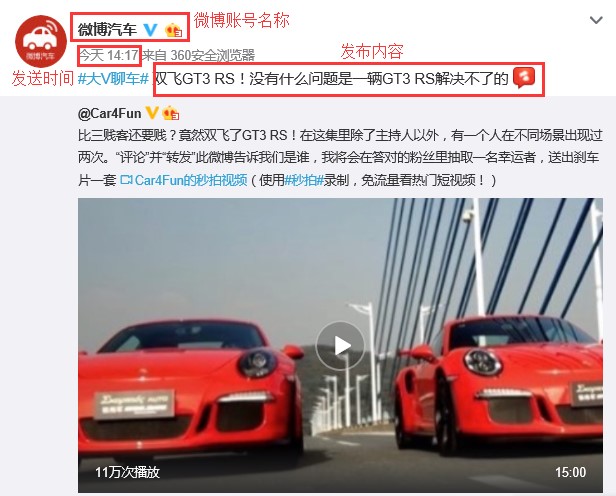 微博汽车 微博账号名称
微博汽车
今天 14:17 来自 360安全浏览器
发送时间 发布内容
#大V聊车# 双飞GT3 RS！没有什么问题是一辆GT3 RS解决不了的
@Car4Fun
比三贱客还要贱？竟然双飞了GT3 RS！在这集里除了主持人以外，有一个人在不同场景出现过
两次。“评论”并“转发”此微博告诉我们是谁，我将会在答对的粉丝里抽取一名幸运者，送出刹车
片一套 Car4Fun的秒拍视频（使用#秒拍#录制，免流量看热门短视频！）
11万次播放 15:00